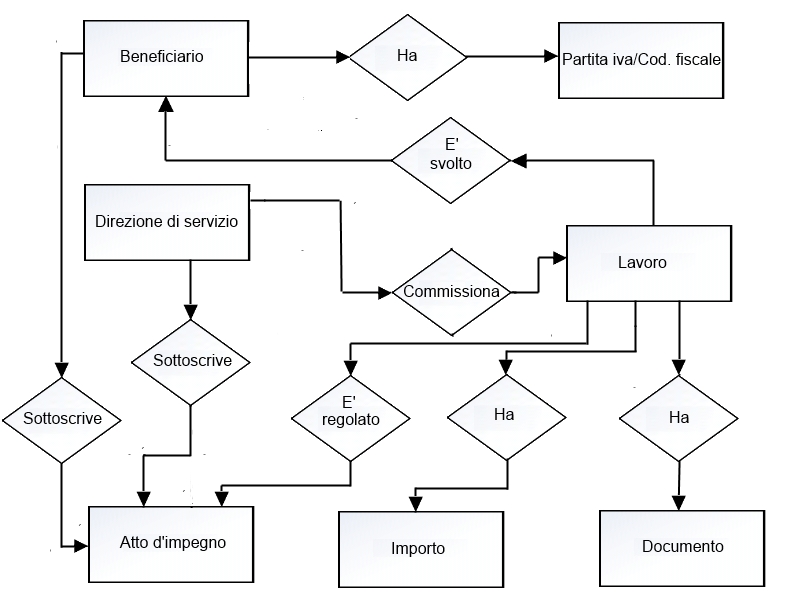 Beneficiario
Ha
Partita iva/Cod. fiscale
E'
svolto
Direzione di servizio
Lavoro
Commissiona
Sottoscrive
Sottoscrive
E'
regolato
Ha
Ha
Atto d'impegno
Importo
Documento